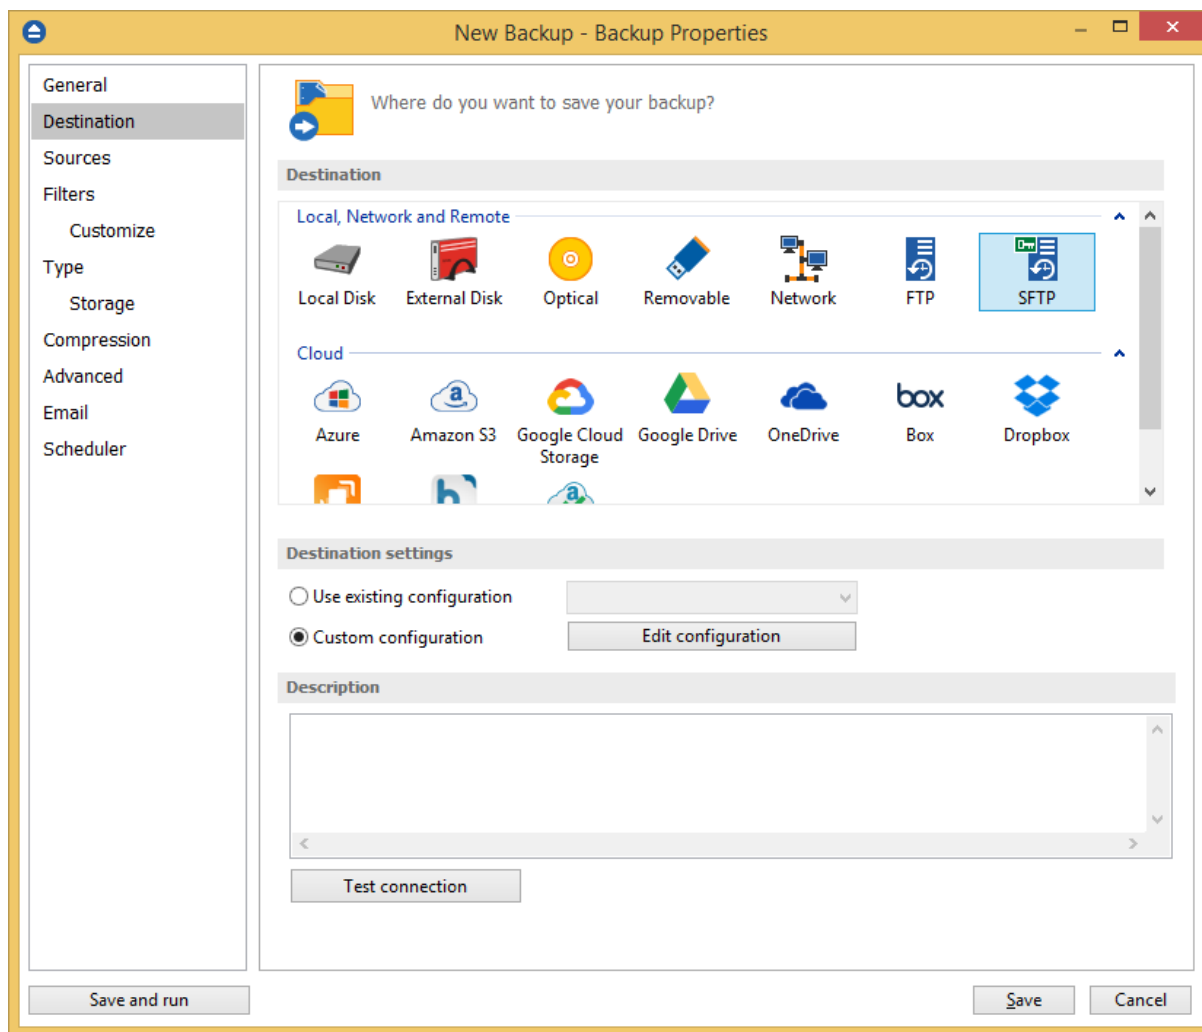 New Backup - Backup Properties
General
Destination
Sources
Filters
Customize
Type
Storage
Compression
Advanced
Email
Scheduler
Where do you want to save your backup?
Destination
Local, Network and Remote
Local Disk External Disk Optical Removable Network FTP SFTP
Cloud
a box
Azure Amazon S3 Google Cloud Google Drive OneDrive Box Dropbox
Storage
Destination settings
Use existing configuration
Custom configuration Edit configuration
Description
Test connection
Save and run Save Cancel